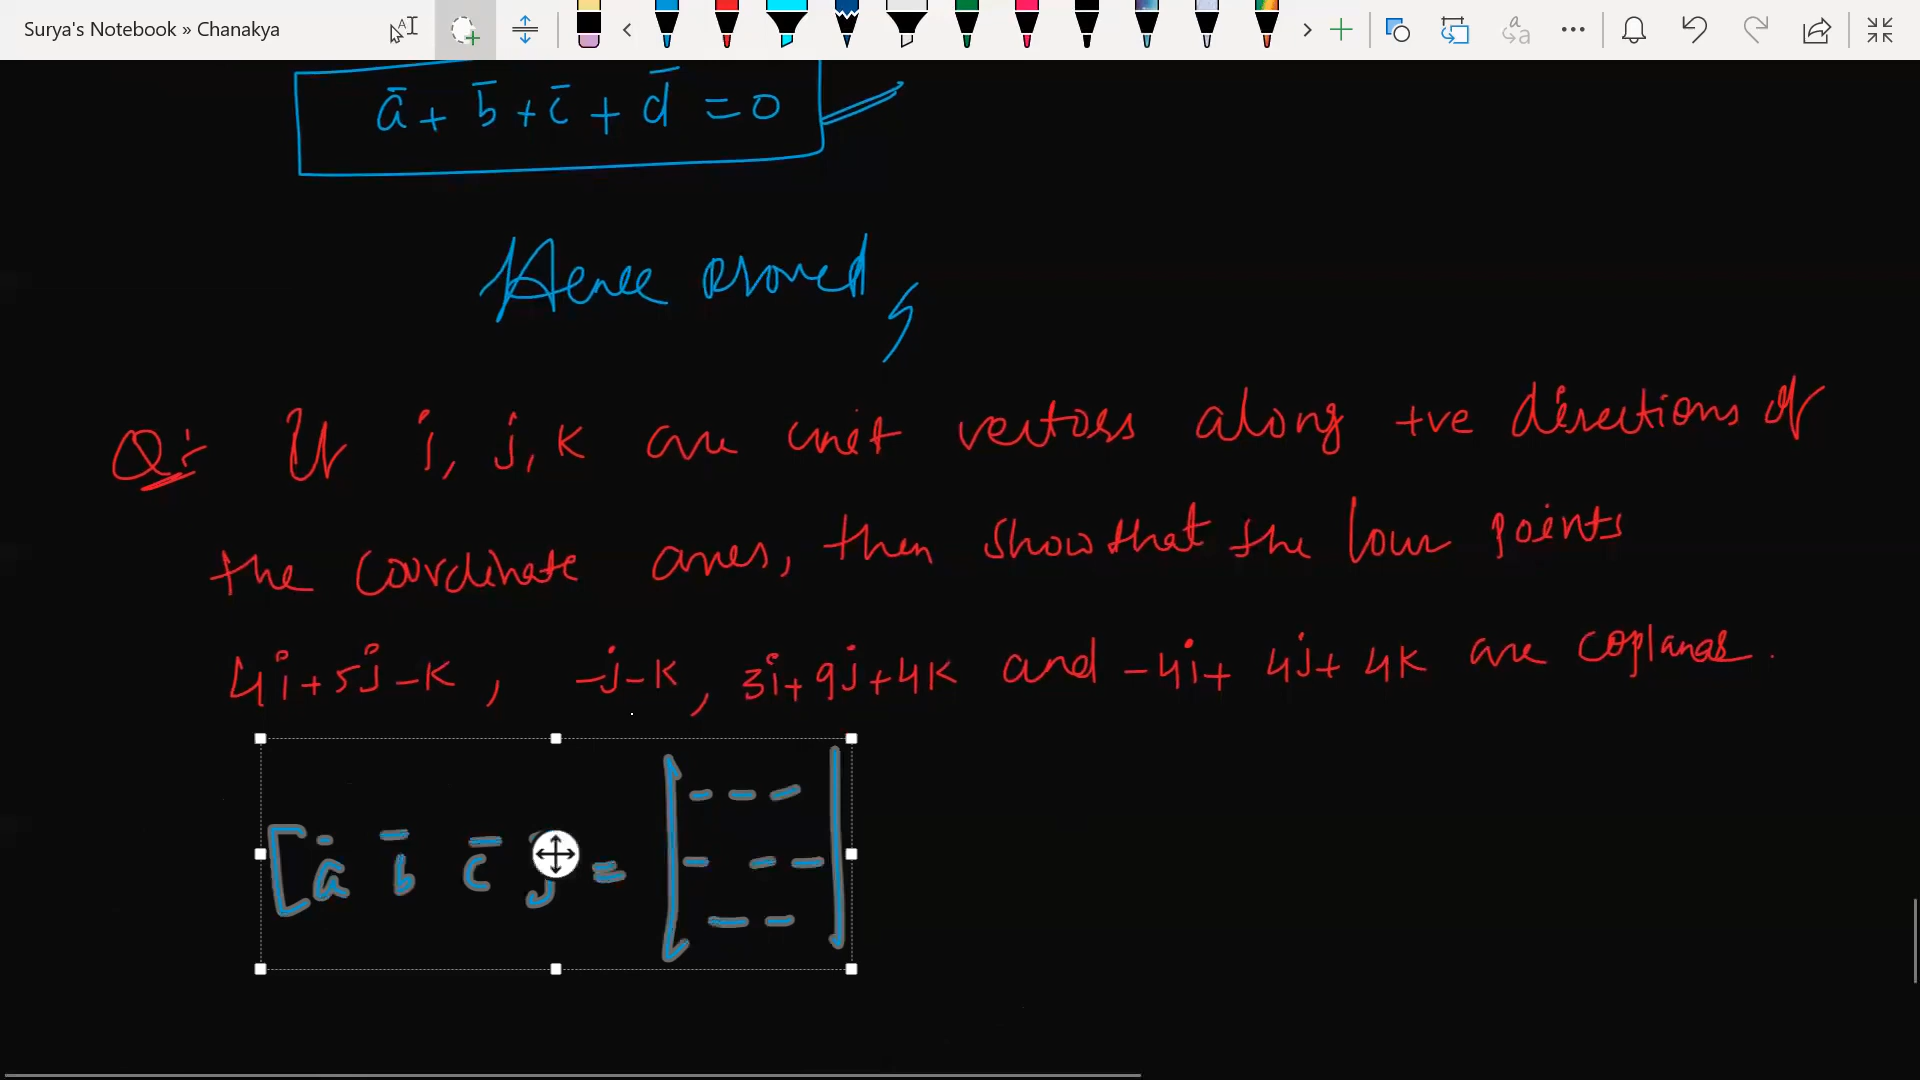 Surya's Notebook » Chanakya
ā + b̄ + c̄ + d̄ = 0
Hence proved,
Q:- If i, j, k are unit vectors along +ve directions of
the coordinate axes, then show that the four points
4i+5j-k, -j-k, 3i+9j+4k and -4i+ 4j+ 4k are coplanar.
[ā b̄ c̄ ] =